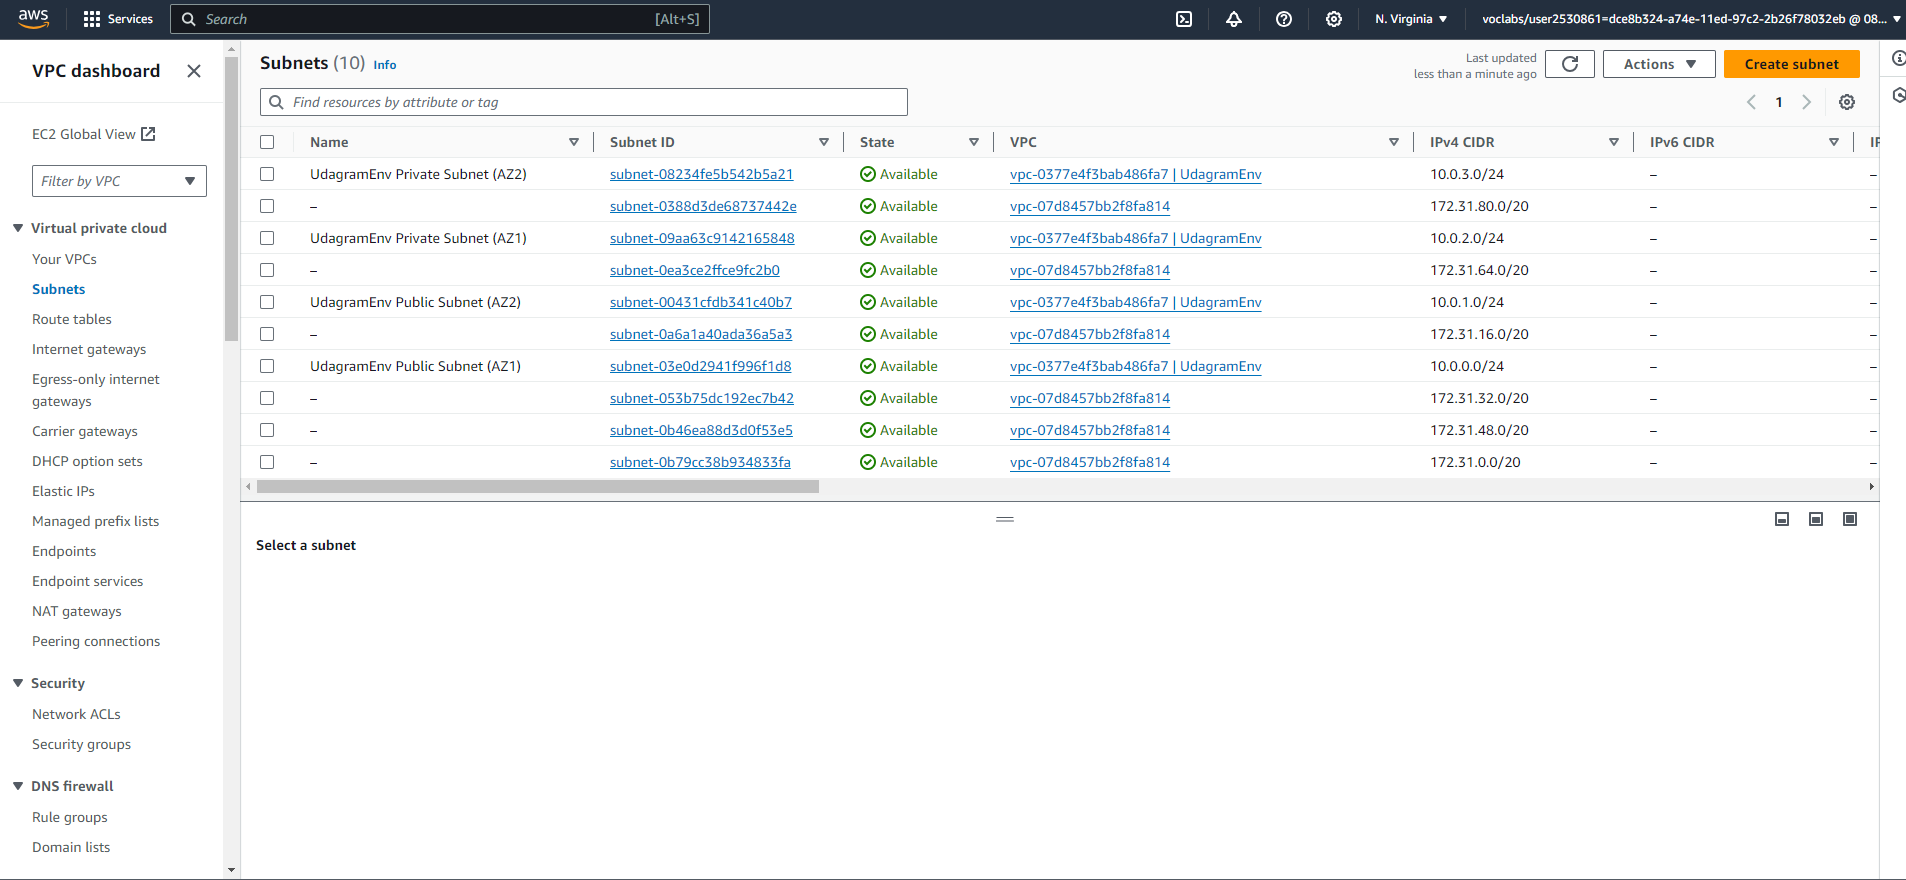 aws Services Search [Alt+S] N. Virginia voclabs/user2530861=dce8b324-a74e-11ed-97c2-2b26f78032eb @ 08...
VPC dashboard
EC2 Global View
Filter by VPC
Virtual private cloud
Your VPCs
Subnets
Route tables
Internet gateways
Egress-only internet
gateways
Carrier gateways
DHCP option sets
Elastic IPs
Managed prefix lists
Endpoints
Endpoint services
NAT gateways
Peering connections
Security
Network ACLs
Security groups
DNS firewall
Rule groups
Domain lists
Subnets (10) Info
Last updated
less than a minute ago
Actions
Create subnet
Find resources by attribute or tag
1
Name Subnet ID State VPC IPv4 CIDR IPv6 CIDR
UdagramEnv Private Subnet (AZ2) subnet-08234fe5b542b5a21 Available vpc-0377e4f3bab486fa7 | UdagramEnv 10.0.3.0/24 – –
– subnet-0388d3de68737442e Available vpc-07d8457bb2f8fa814 172.31.80.0/20 – –
UdagramEnv Private Subnet (AZ1) subnet-09aa63c9142165848 Available vpc-0377e4f3bab486fa7 | UdagramEnv 10.0.2.0/24 – –
– subnet-0ea3ce2ffce9fc2b0 Available vpc-07d8457bb2f8fa814 172.31.64.0/20 – –
UdagramEnv Public Subnet (AZ2) subnet-00431cfdb341c40b7 Available vpc-0377e4f3bab486fa7 | UdagramEnv 10.0.1.0/24 – –
– subnet-0a6a1a40ada36a5a3 Available vpc-07d8457bb2f8fa814 172.31.16.0/20 – –
UdagramEnv Public Subnet (AZ1) subnet-03e0d2941f996f1d8 Available vpc-0377e4f3bab486fa7 | UdagramEnv 10.0.0.0/24 – –
– subnet-053b75dc192ec7b42 Available vpc-07d8457bb2f8fa814 172.31.32.0/20 – –
– subnet-0b46ea88d3d0f53e5 Available vpc-07d8457bb2f8fa814 172.31.48.0/20 – –
– subnet-0b79cc38b934833fa Available vpc-07d8457bb2f8fa814 172.31.0.0/20 – –
Select a subnet